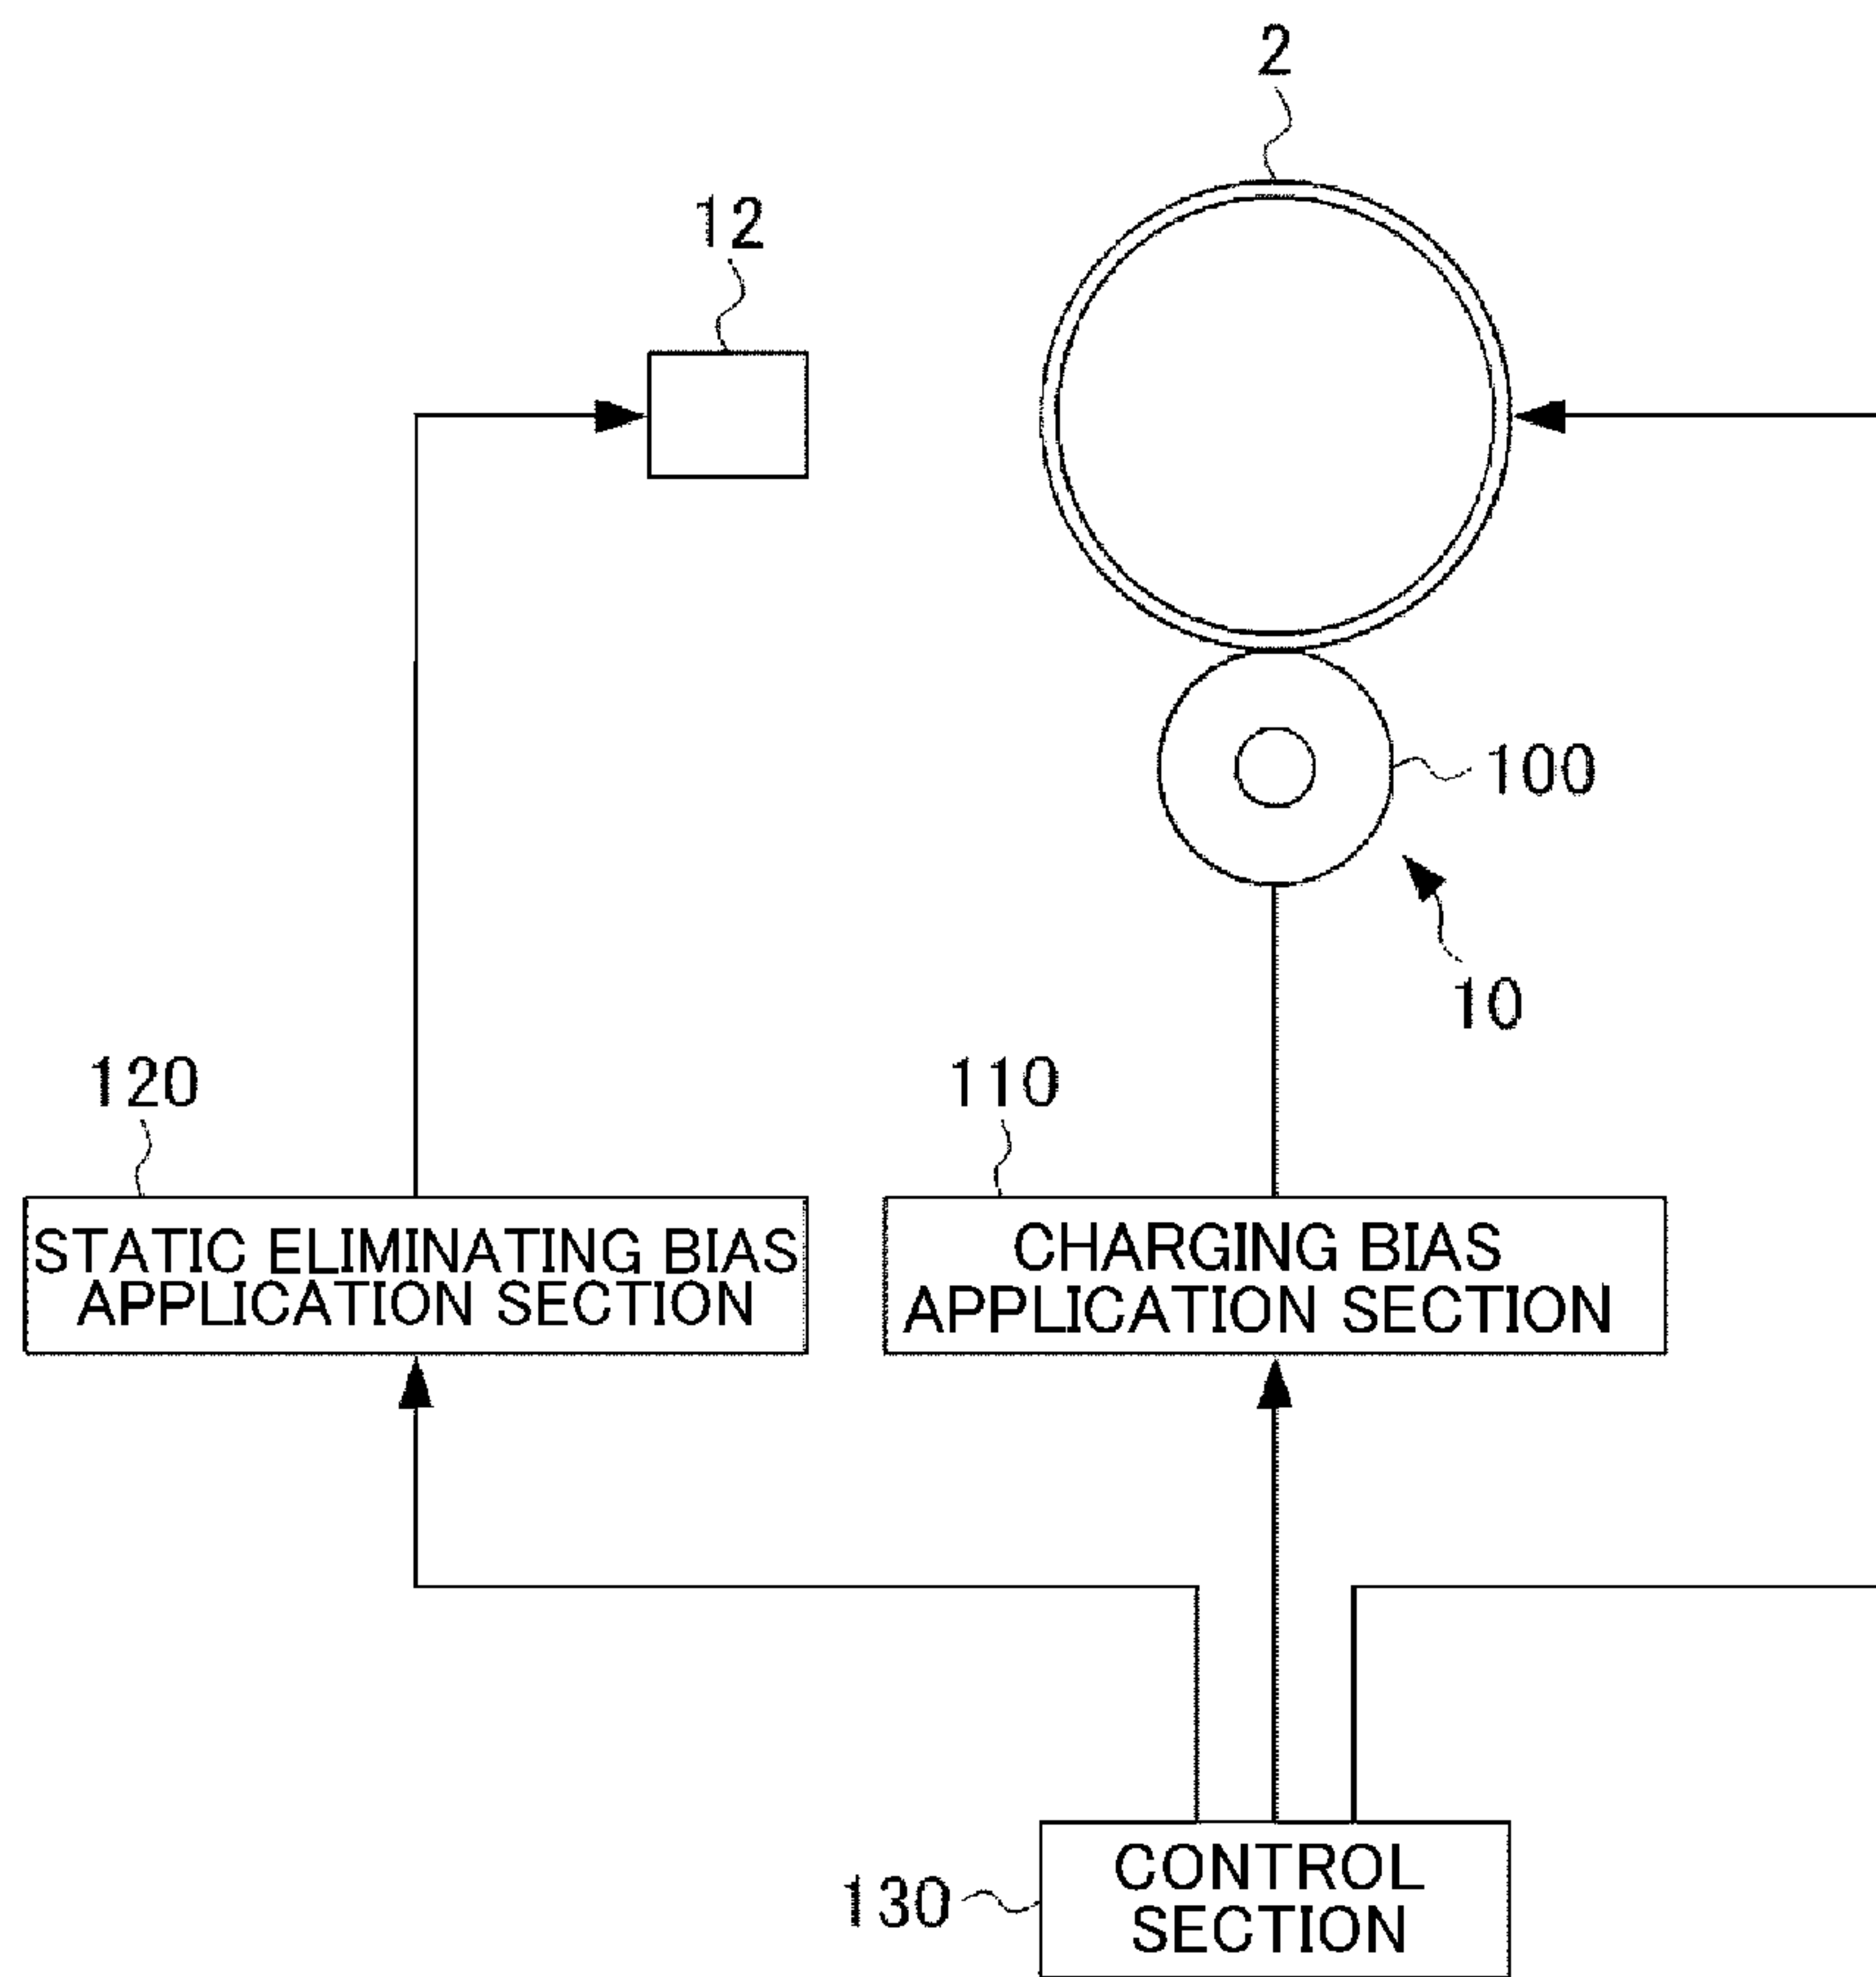 2
12
100
10
120
110
STATIC ELIMINATING BIAS
APPLICATION SECTION
CHARGING BIAS
APPLICATION SECTION
130
CONTROL
SECTION